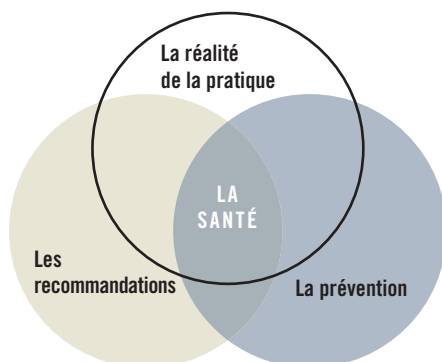 La réalité
de la pratique
LA
SANTÉ
Les
recommandations
La prévention